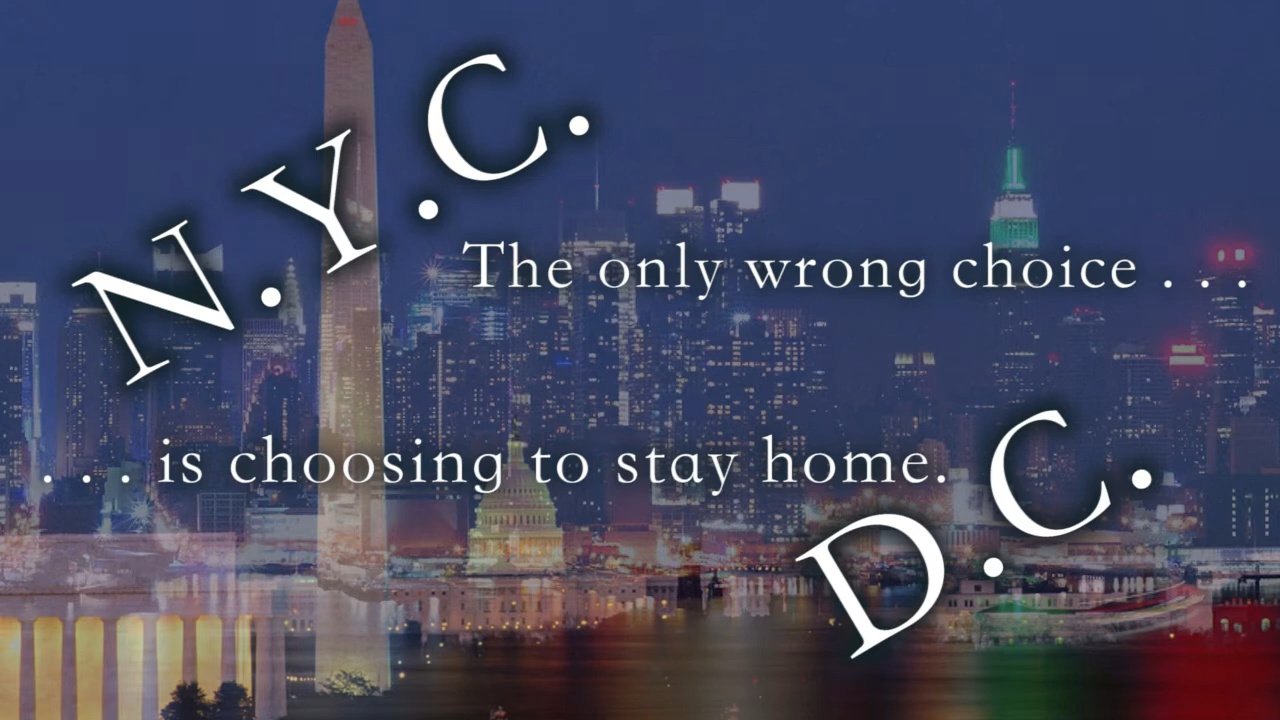 N.Y.C.
The only wrong choice . . .
. . . is choosing to stay home.
D.C.